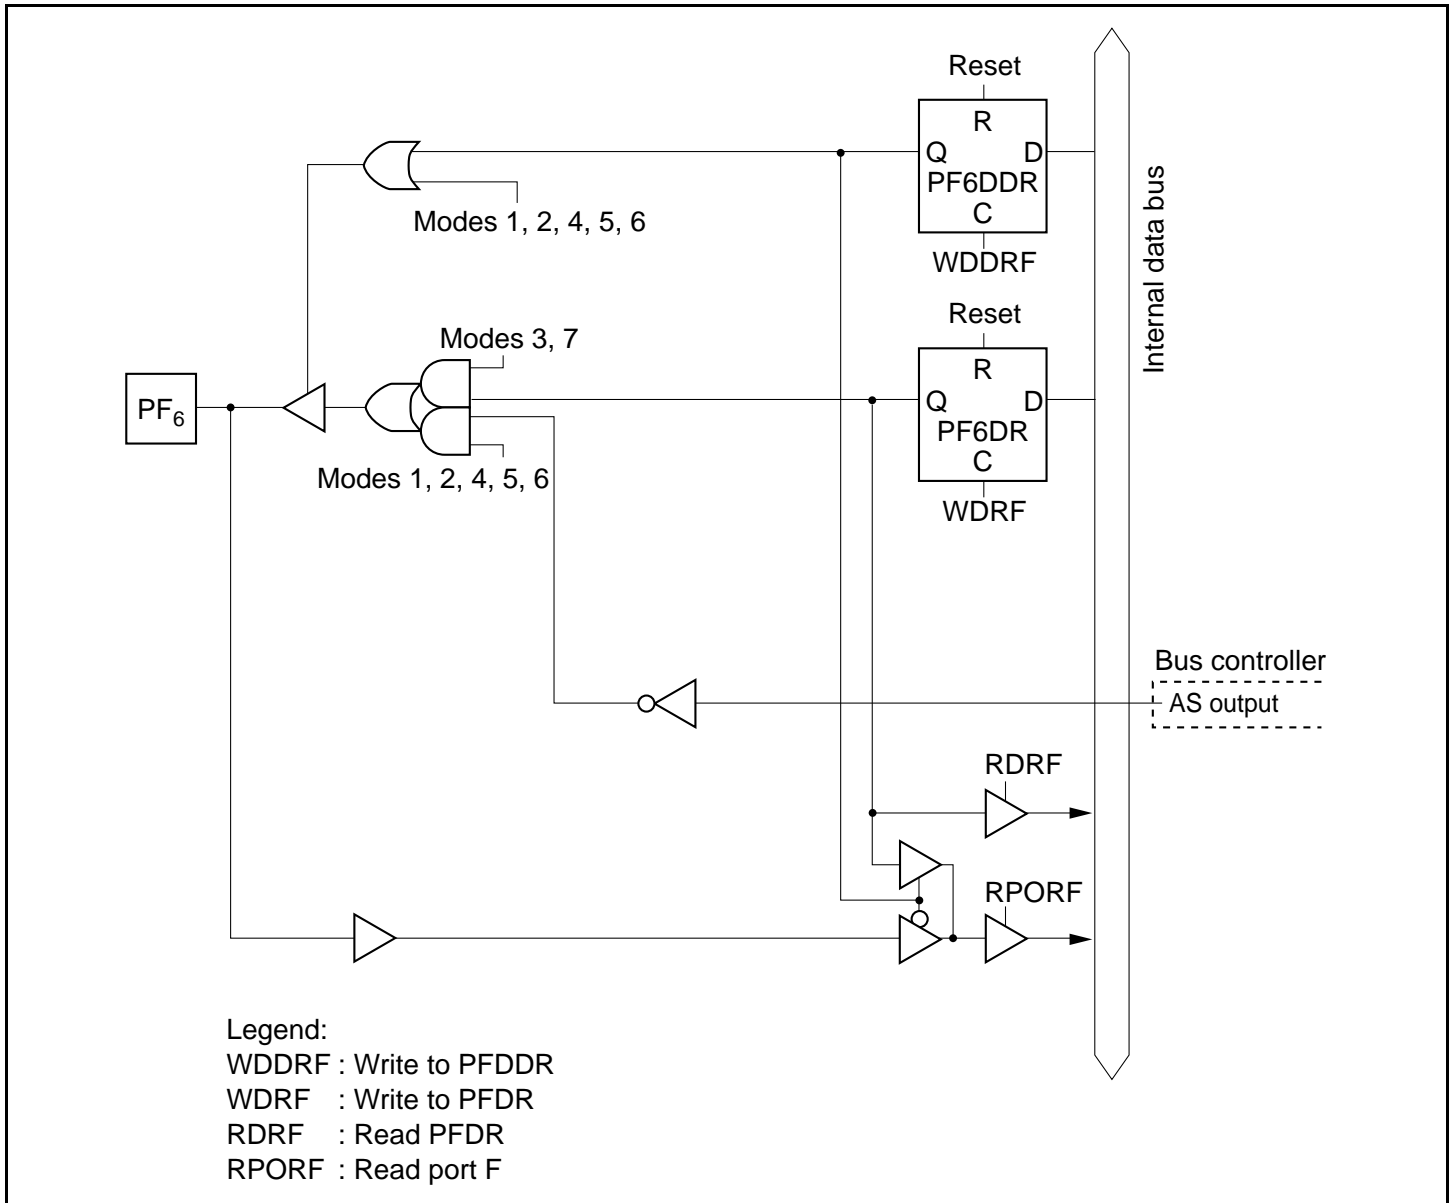 Reset
R
Q D
PF6DDR
C
WDDRF
Modes 1, 2, 4, 5, 6
Internal data bus
Reset
R
Q D
PF6DR
C
WDRF
Modes 3, 7
PF6
Modes 1, 2, 4, 5, 6
Bus controller
AS output
RDRF
RPORF
Legend:
WDDRF : Write to PFDDR
WDRF : Write to PFDR
RDRF : Read PFDR
RPORF : Read port F